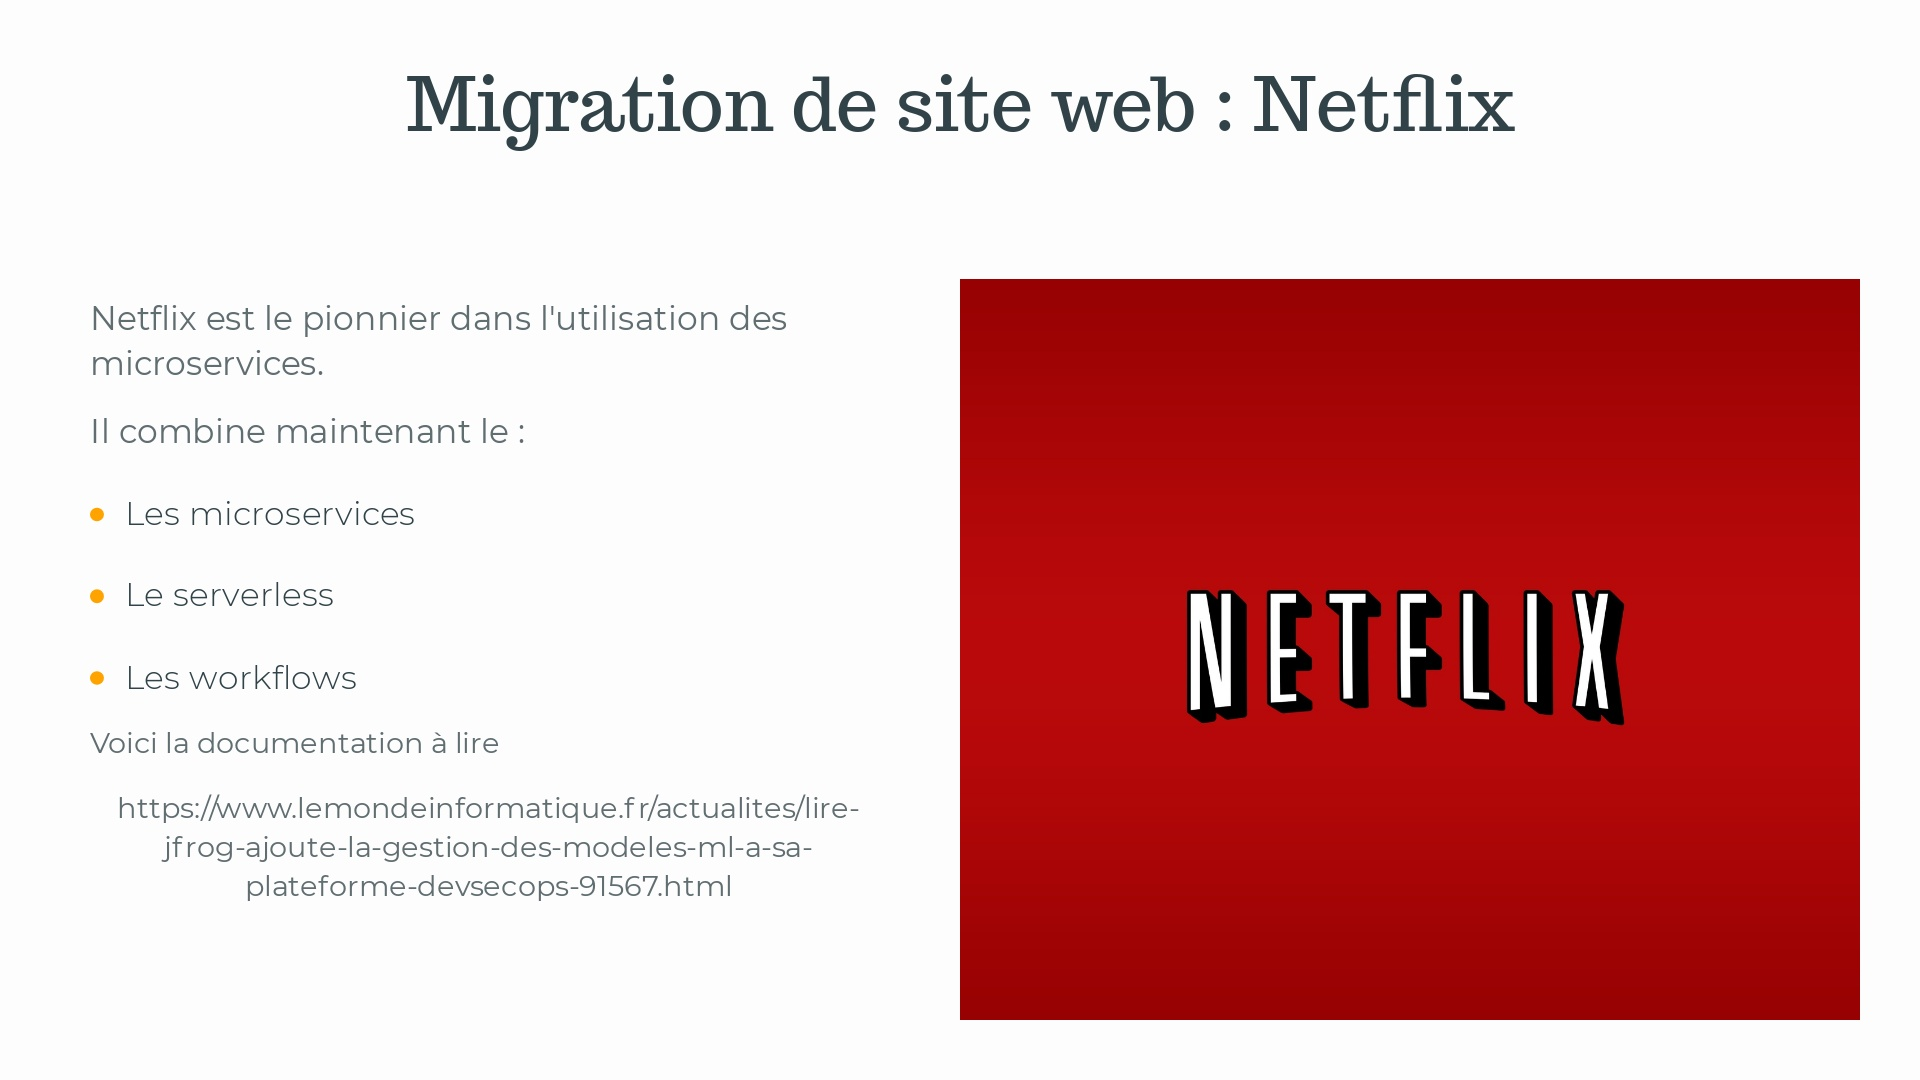 Migration de site web : Netflix
Netflix est le pionnier dans l'utilisation des
microservices.
Il combine maintenant le :
Les microservices
Le serverless
Les workflows
Voici la documentation à lire
https://www.lemondeinformatique.fr/actualites/lire-
jfrog-ajoute-la-gestion-des-modeles-ml-a-sa-
plateforme-devsecops-91567.html
NETFLIX